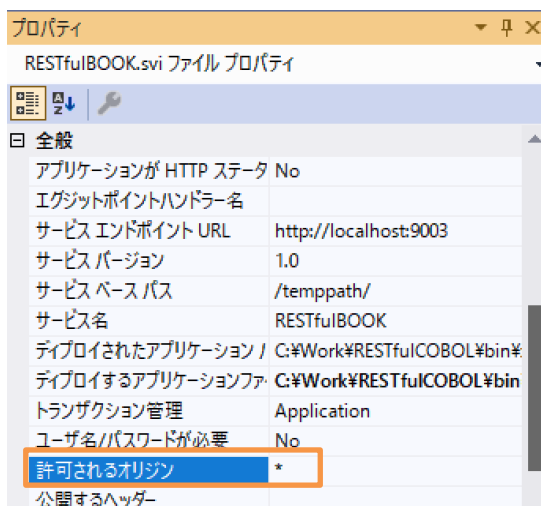 プロパティ
RESTfulBOOK.svi ファイル プロパティ
全般
アプリケーションが HTTP ステータ No
エグジットポイントハンドラー名
サービス エンドポイント URL http://localhost:9003
サービス バージョン 1.0
サービス ベース パス /temppath/
サービス名 RESTfulBOOK
ディプロイされたアプリケーション C:¥Work¥RESTfulCOBOL¥bin¥
ディプロイするアプリケーションファ C:¥Work¥RESTfulCOBOL¥bin
トランザクション管理 Application
ユーザ名/パスワードが必要 No
許可されるオリジン *
公開するヘッダー